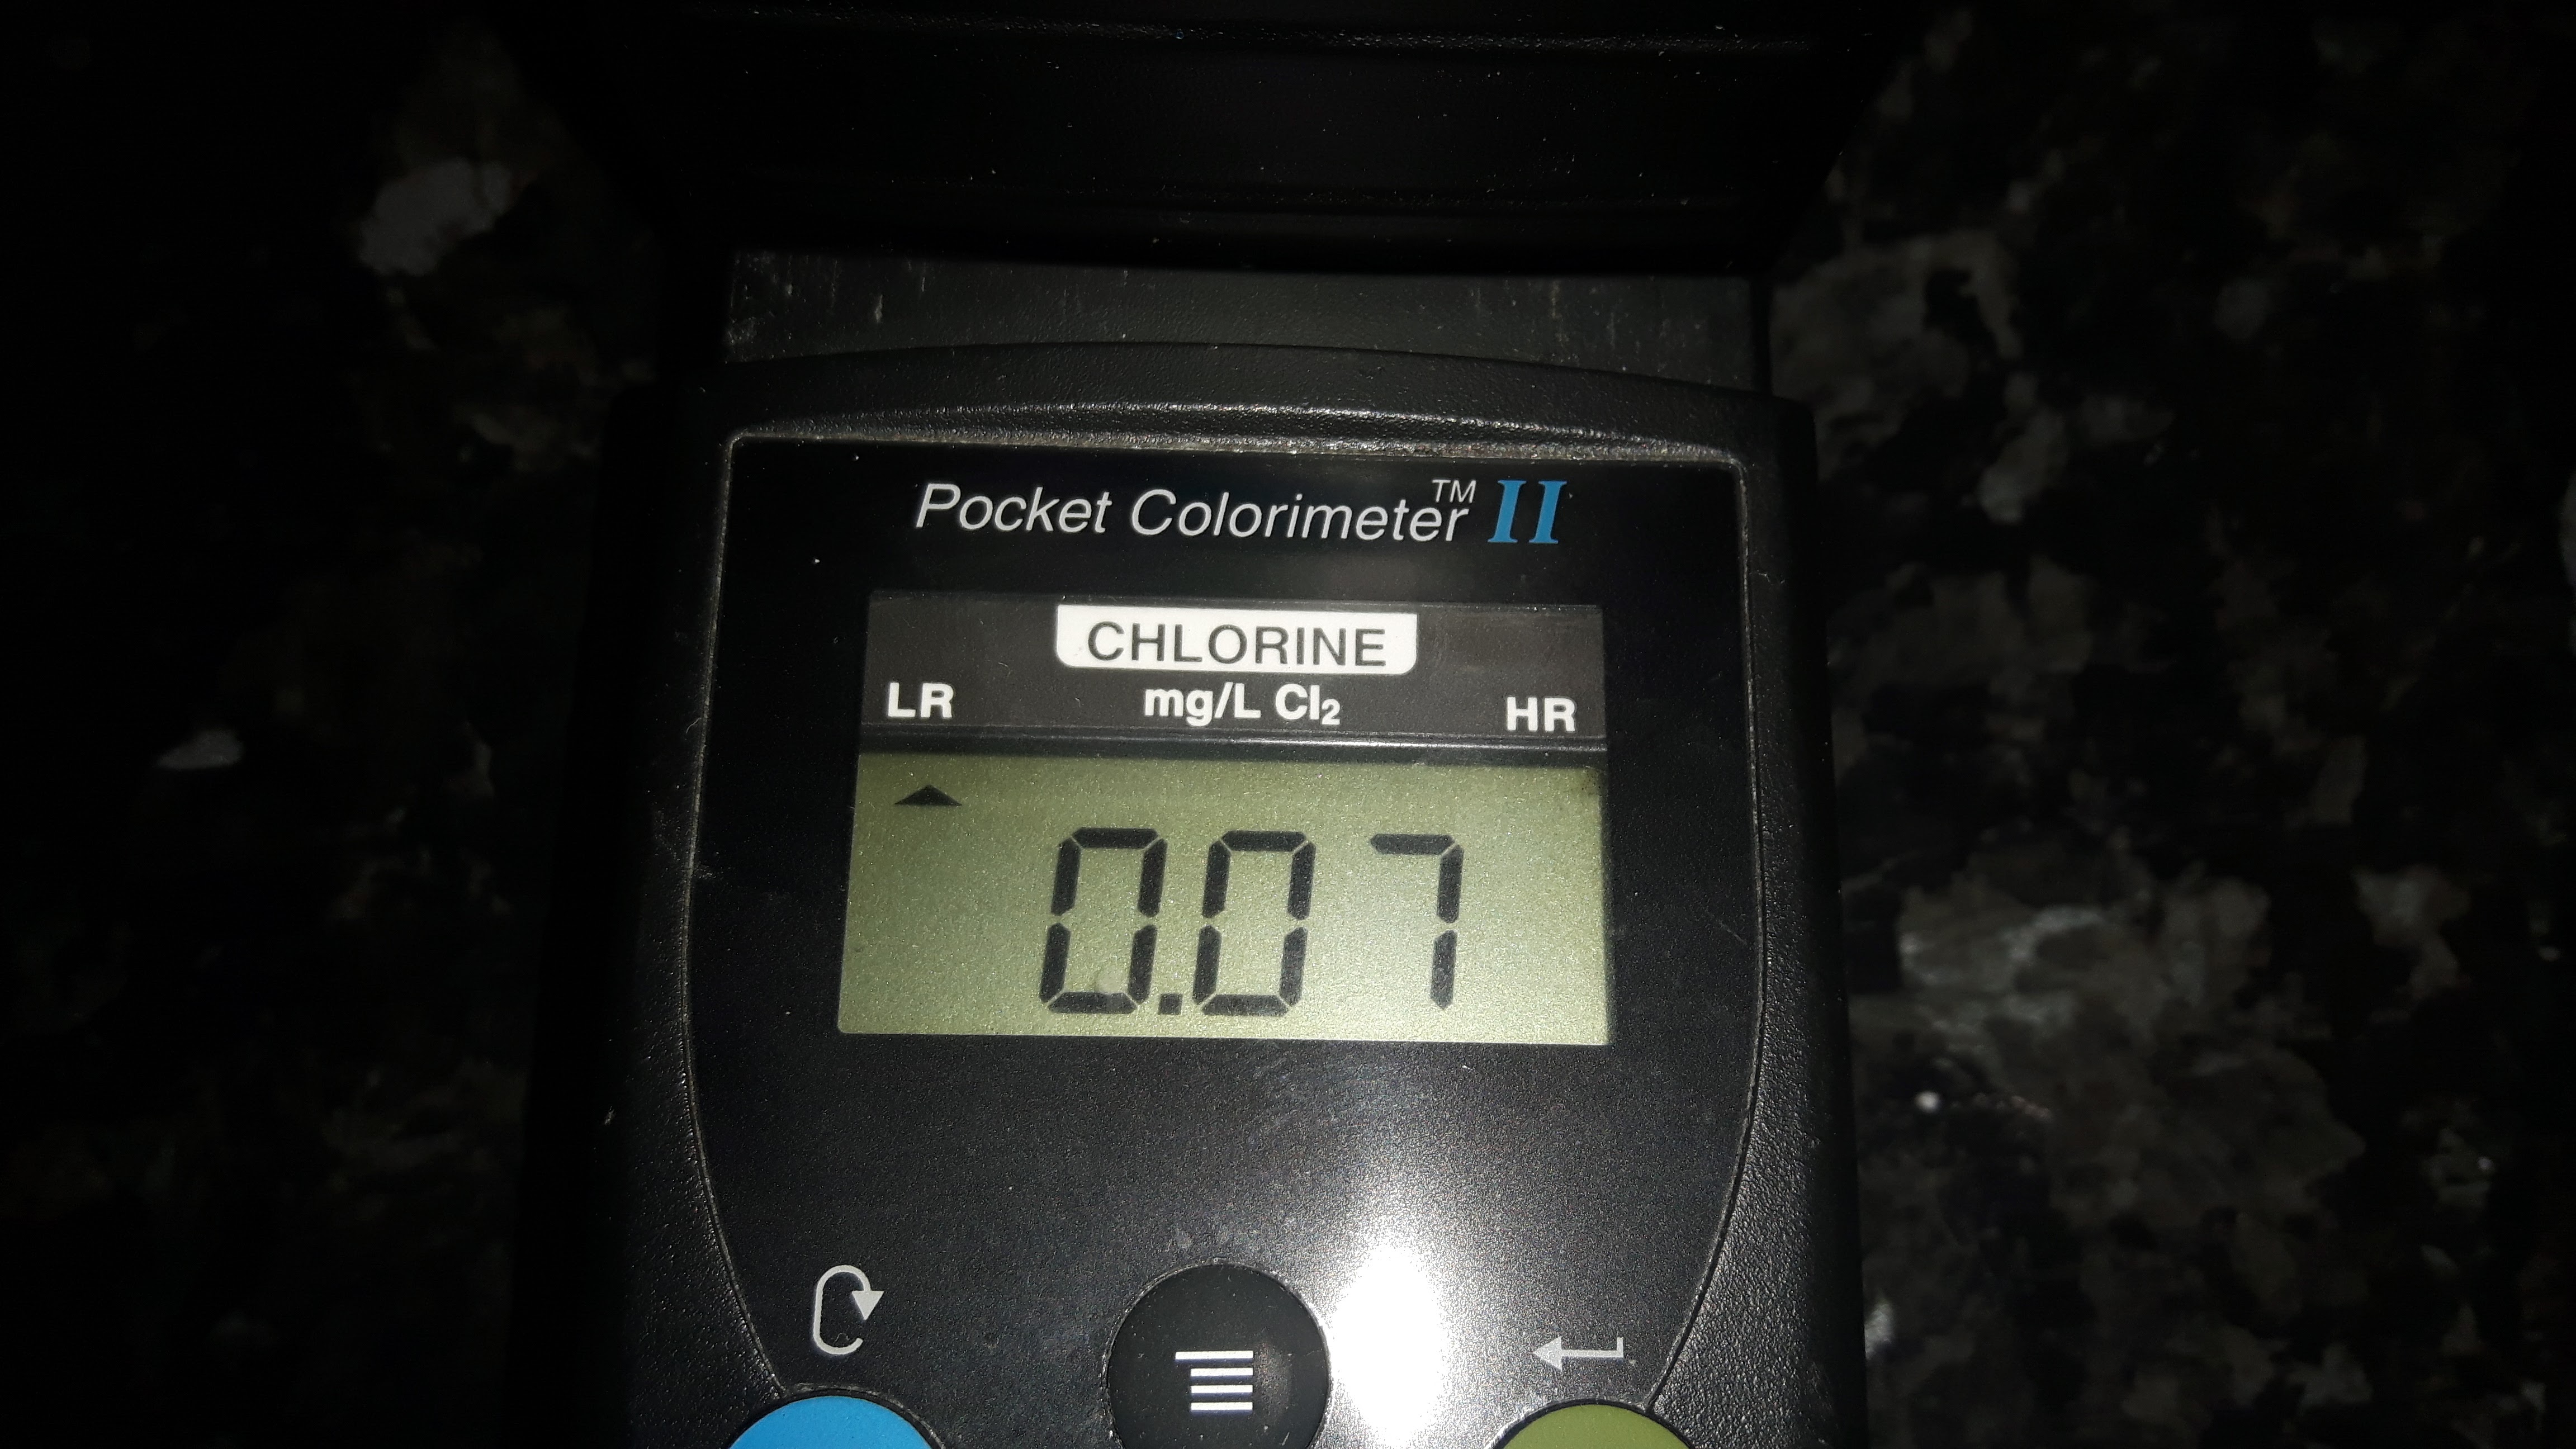 Pocket Colorimeter™ II
CHLORINE
LR mg/L Cl₂ HR
0.07